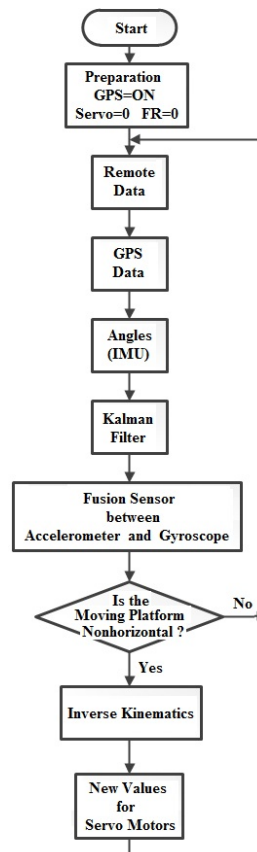 Start
Preparation
GPS=ON
Servo=0 FR=0
Remote
Data
GPS
Data
Angles
(IMU)
Kalman
Filter
Fusion Sensor
between
Accelerometer and Gyroscope
Is the
Moving Platform
Nonhorizontal ?
No
Yes
Inverse Kinematics
New Values
for
Servo Motors